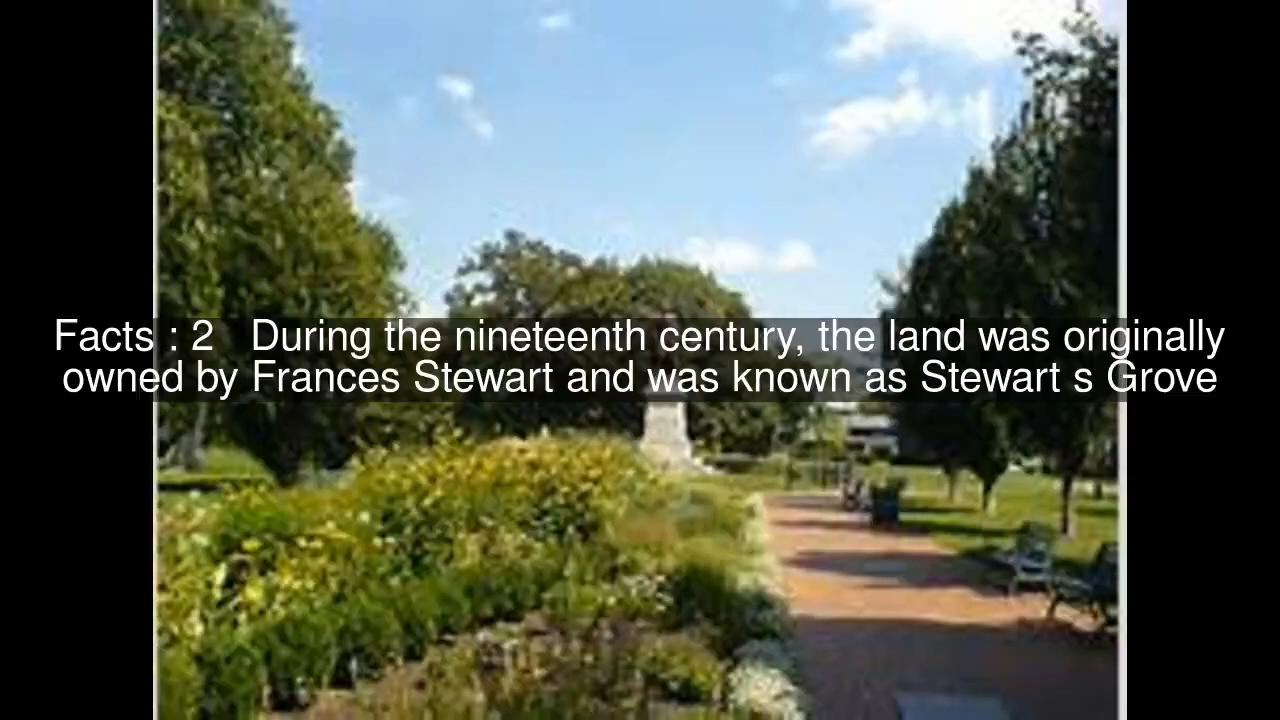 Facts : 2   During the nineteenth century, the land was originally
owned by Frances Stewart and was known as Stewart s Grove